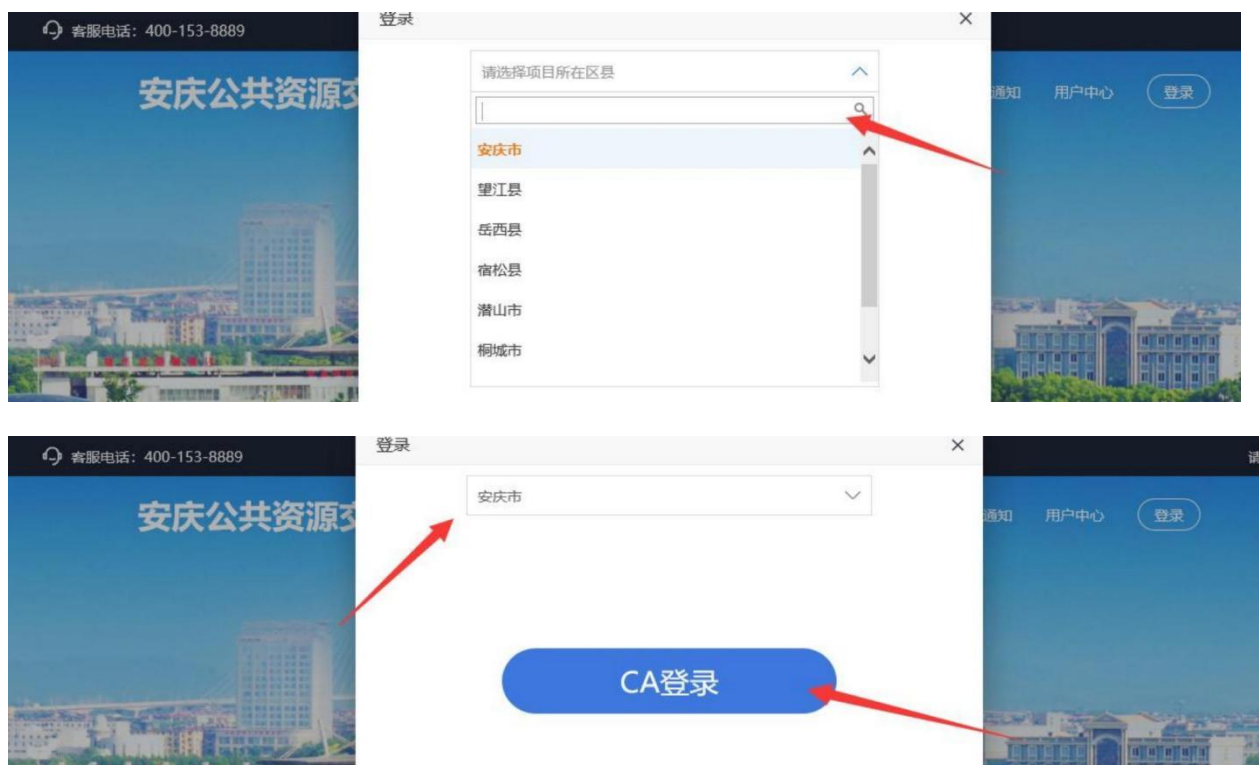 登录
客服电话：400-153-8889
请选择项目所在区县
安庆公共资源交
通知 用户中心 登录
安庆市
望江县
岳西县
宿松县
潜山市
桐城市
登录
客服电话：400-153-8889
请
安庆市
安庆公共资源交
通知 用户中心 登录
CA登录